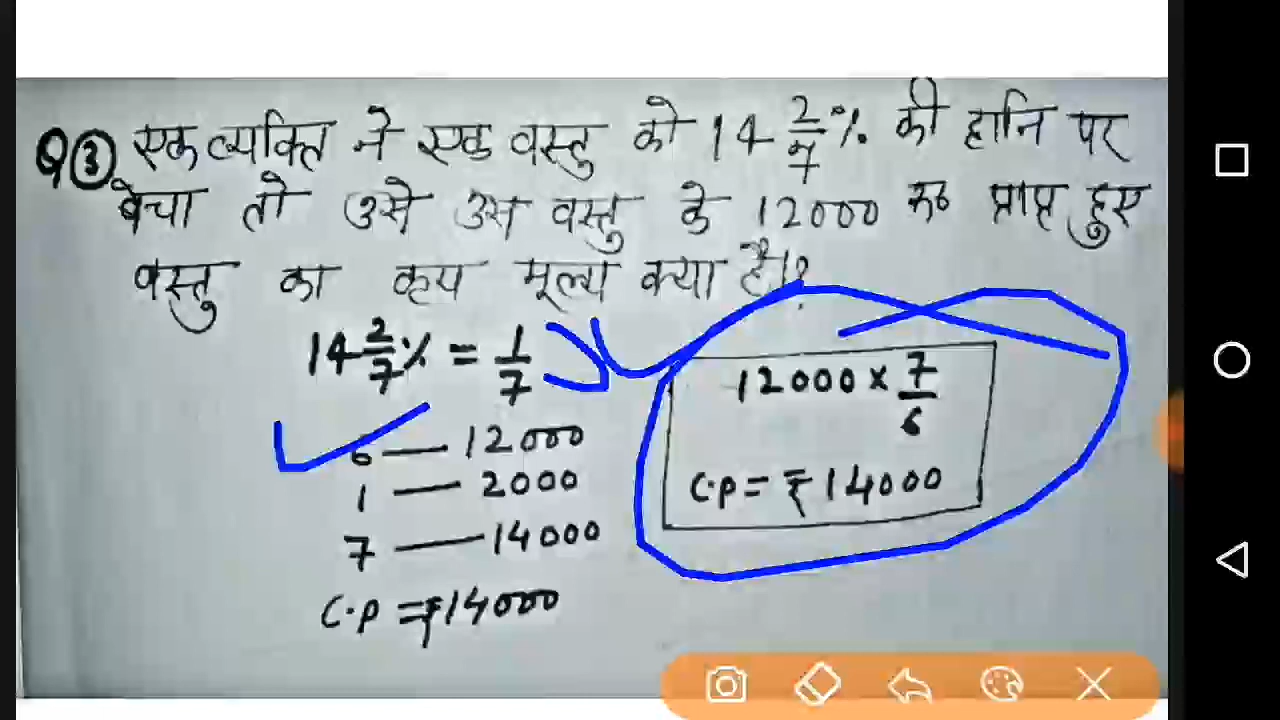 Q③ एक व्यक्ति ने एक वस्तु को 14 2/7 % की हानि पर
बेचा तो उसे उस वस्तु के 12000 रू० प्राप्त हुए
वस्तु का क्रय मूल्य क्या है।?
14 2/7 % = 1/7
6 — 12000
1 — 2000
7 — 14000
C.P = ₹14000
12000 × 7/6
C.P = ₹ 14000